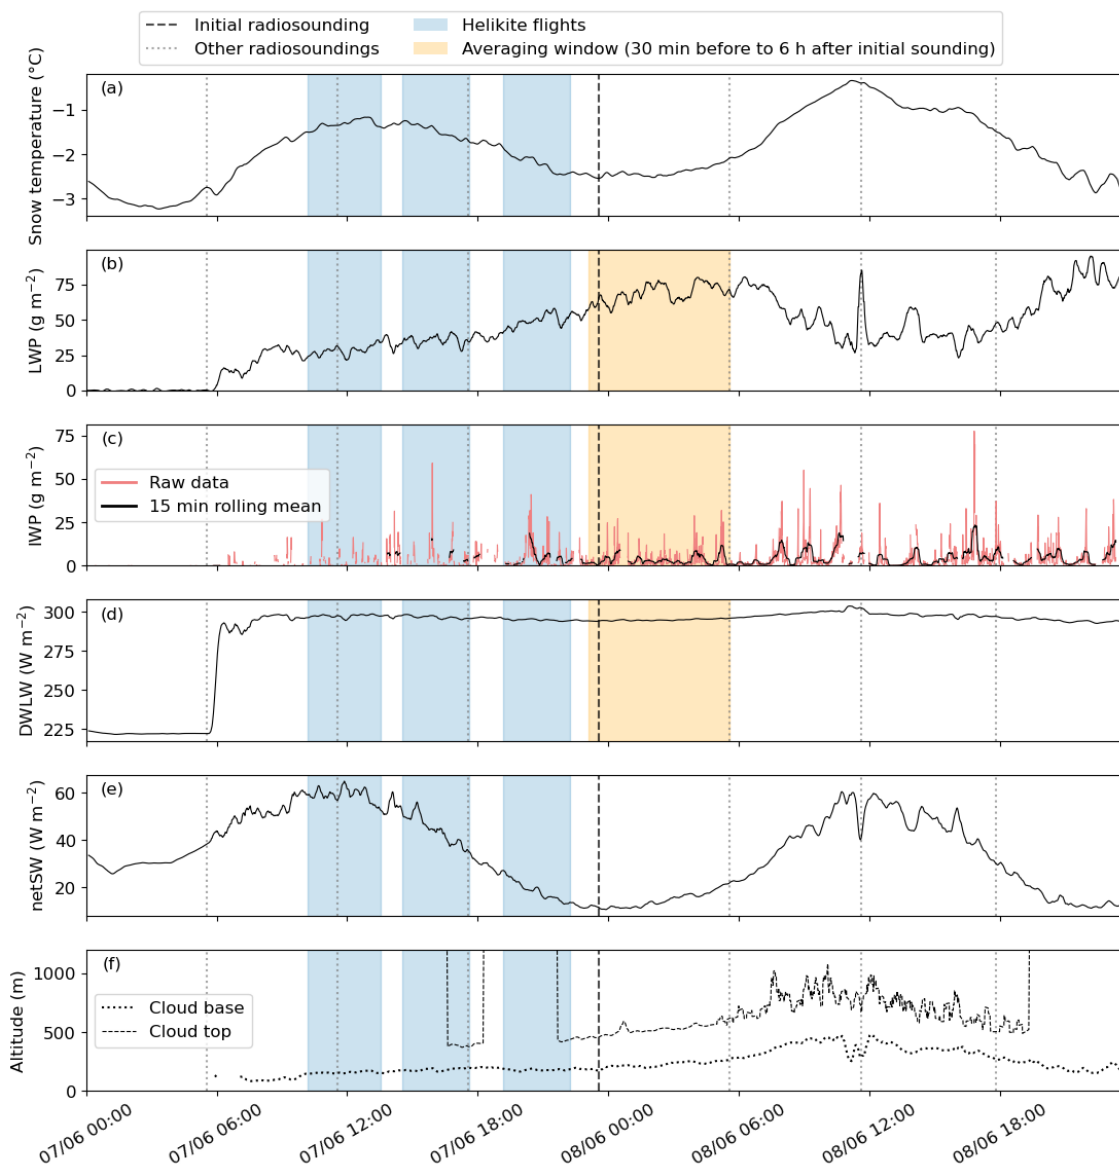 Initial radiosounding
Other radiosoundings
Helikite flights
Averaging window (30 min before to 6 h after initial sounding)
(a)
Snow temperature (°C)
−1
−2
−3
(b)
LWP (g m⁻²)
75
50
25
0
(c)
IWP (g m⁻²)
75
50
25
0
Raw data
15 min rolling mean
(d)
DWLW (W m⁻²)
300
275
250
225
(e)
netSW (W m⁻²)
60
40
20
(f)
Altitude (m)
1000
500
0
Cloud base
Cloud top
07/06 00:00
07/06 06:00
07/06 12:00
07/06 18:00
08/06 00:00
08/06 06:00
08/06 12:00
08/06 18:00